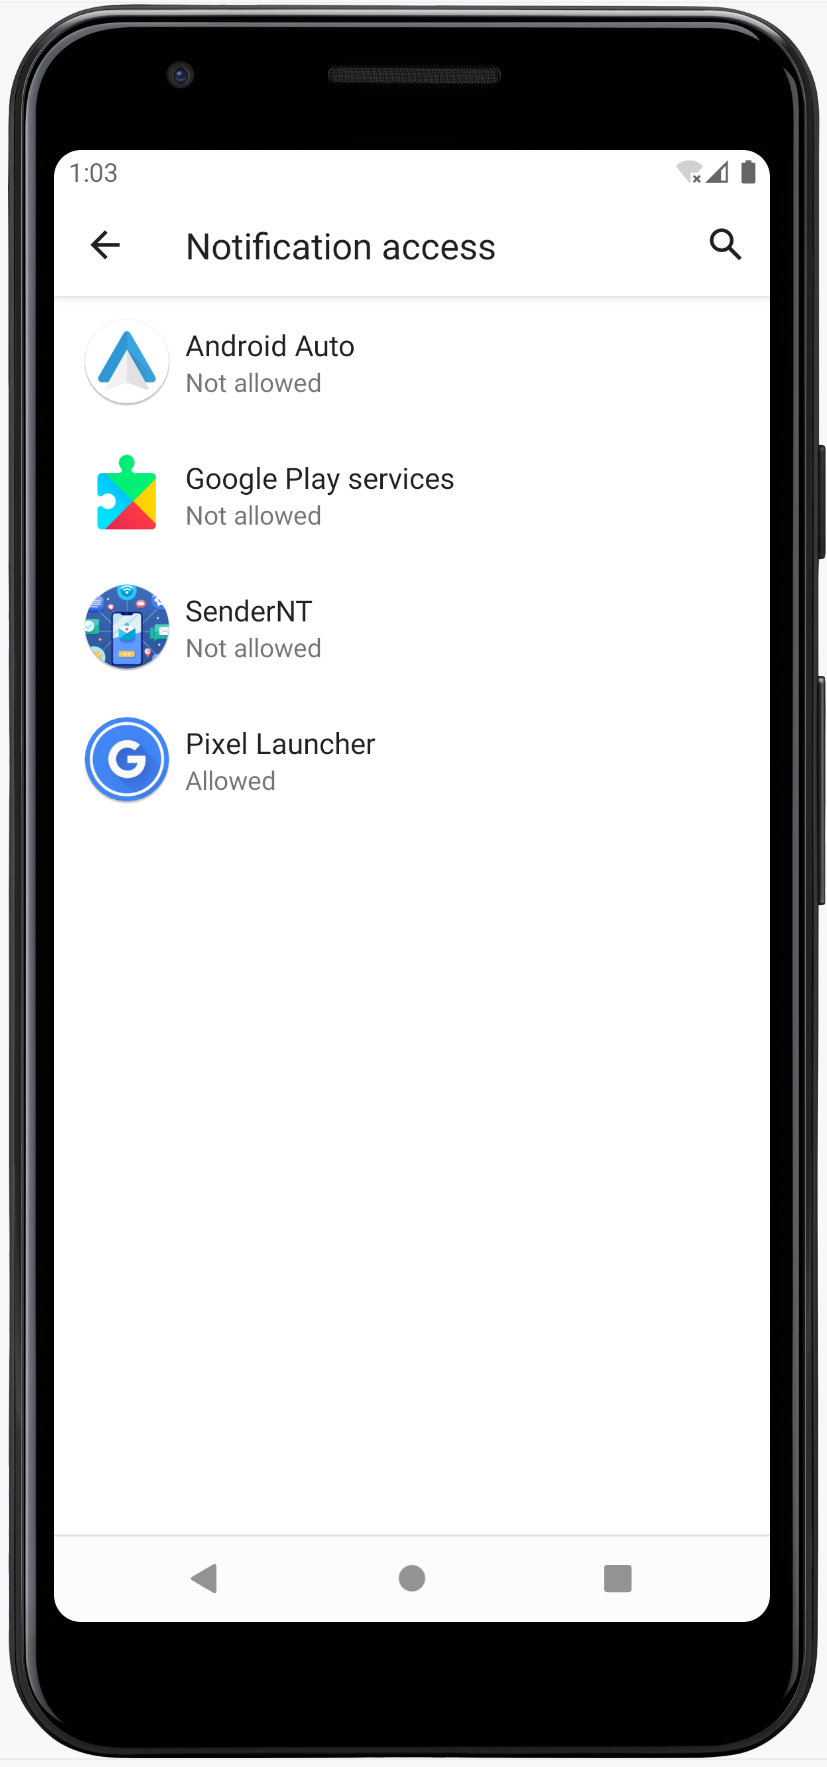 1:03
Notification access
Android Auto
Not allowed
Google Play services
Not allowed
SenderNT
Not allowed
G
Pixel Launcher
Allowed